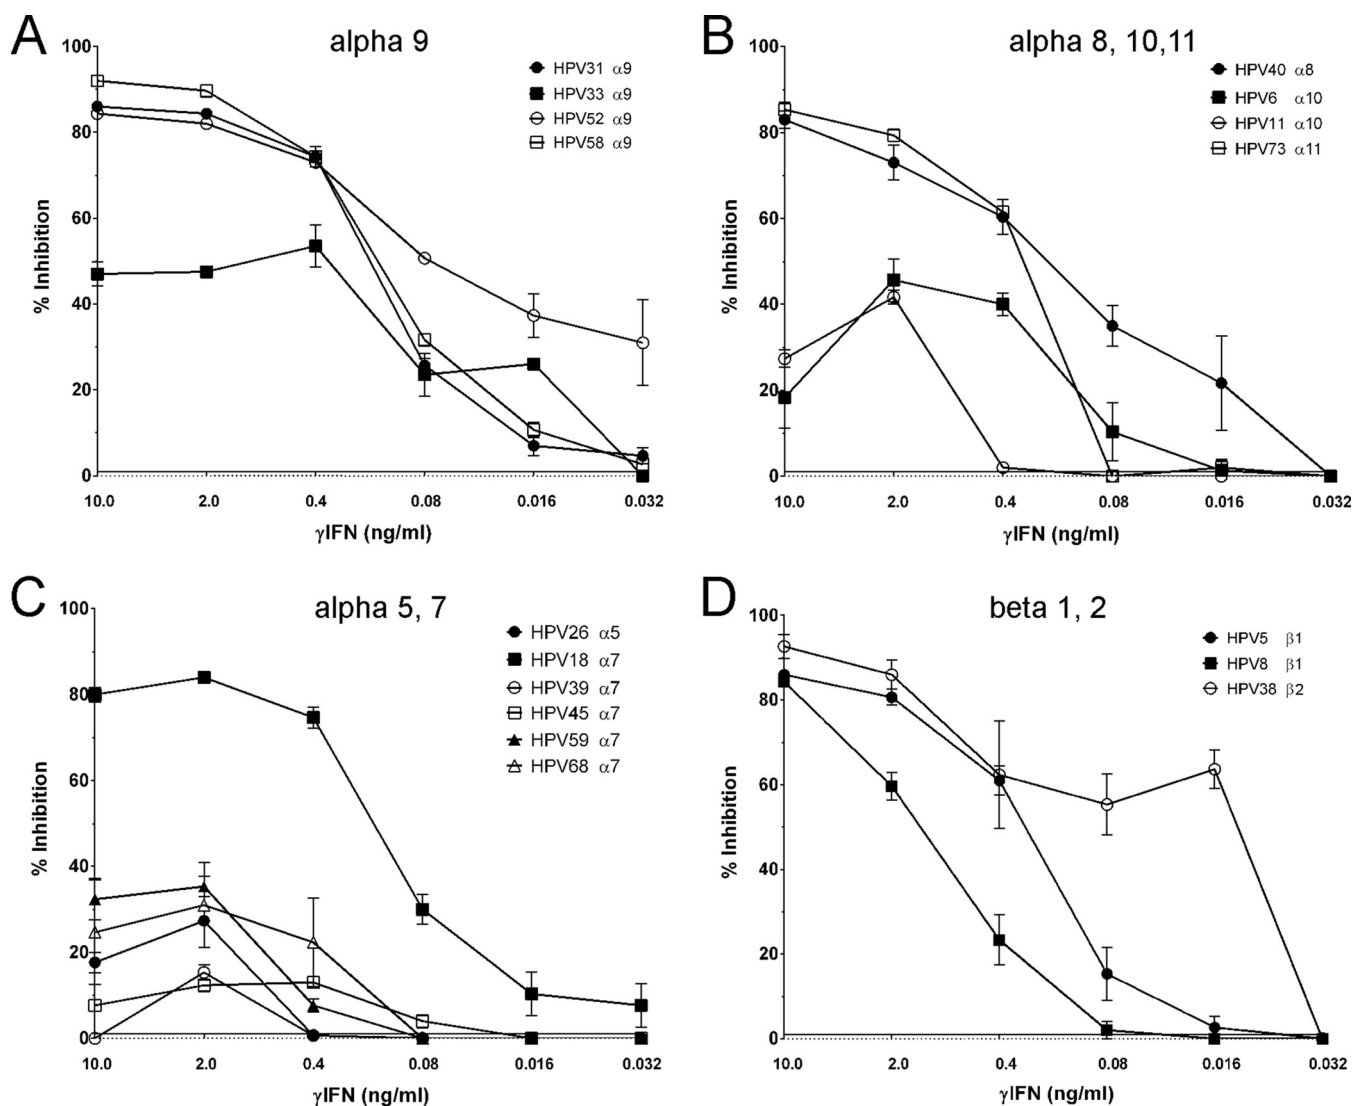 A
alpha 9
HPV31 α9
HPV33 α9
HPV52 α9
HPV58 α9
% Inhibition
100
80
60
40
20
0
10.0 2.0 0.4 0.08 0.016 0.032
γIFN (ng/ml)
B
alpha 8, 10,11
HPV40 α8
HPV6 α10
HPV11 α10
HPV73 α11
% Inhibition
100
80
60
40
20
0
10.0 2.0 0.4 0.08 0.016 0.032
γIFN (ng/ml)
C
alpha 5, 7
HPV26 α5
HPV18 α7
HPV39 α7
HPV45 α7
HPV59 α7
HPV68 α7
% Inhibition
100
80
60
40
20
0
10.0 2.0 0.4 0.08 0.016 0.032
γIFN (ng/ml)
D
beta 1, 2
HPV5 β1
HPV8 β1
HPV38 β2
% Inhibition
100
80
60
40
20
0
10.0 2.0 0.4 0.08 0.016 0.032
γIFN (ng/ml)